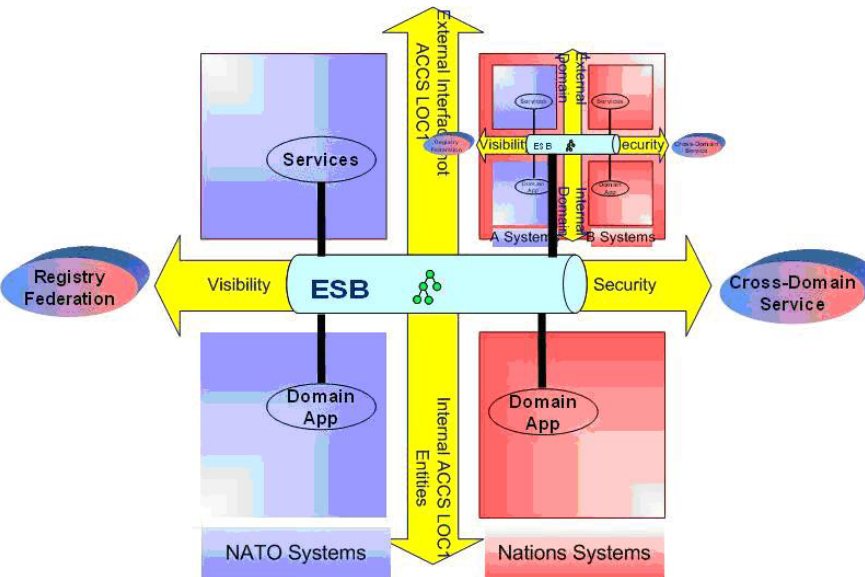 External Interface not
ACCS LOC1
External
Domain
Services
Services
Services
Registry
Federation
Visibility
ESB
Security
Cross-Domain
Service
Domain
App
Domain
App
Internal
Domain
A Systems
B Systems
Registry
Federation
Visibility
ESB
Security
Cross-Domain
Service
Domain
App
Domain
App
Internal ACCS LOC1
Entities
NATO Systems
Nations Systems